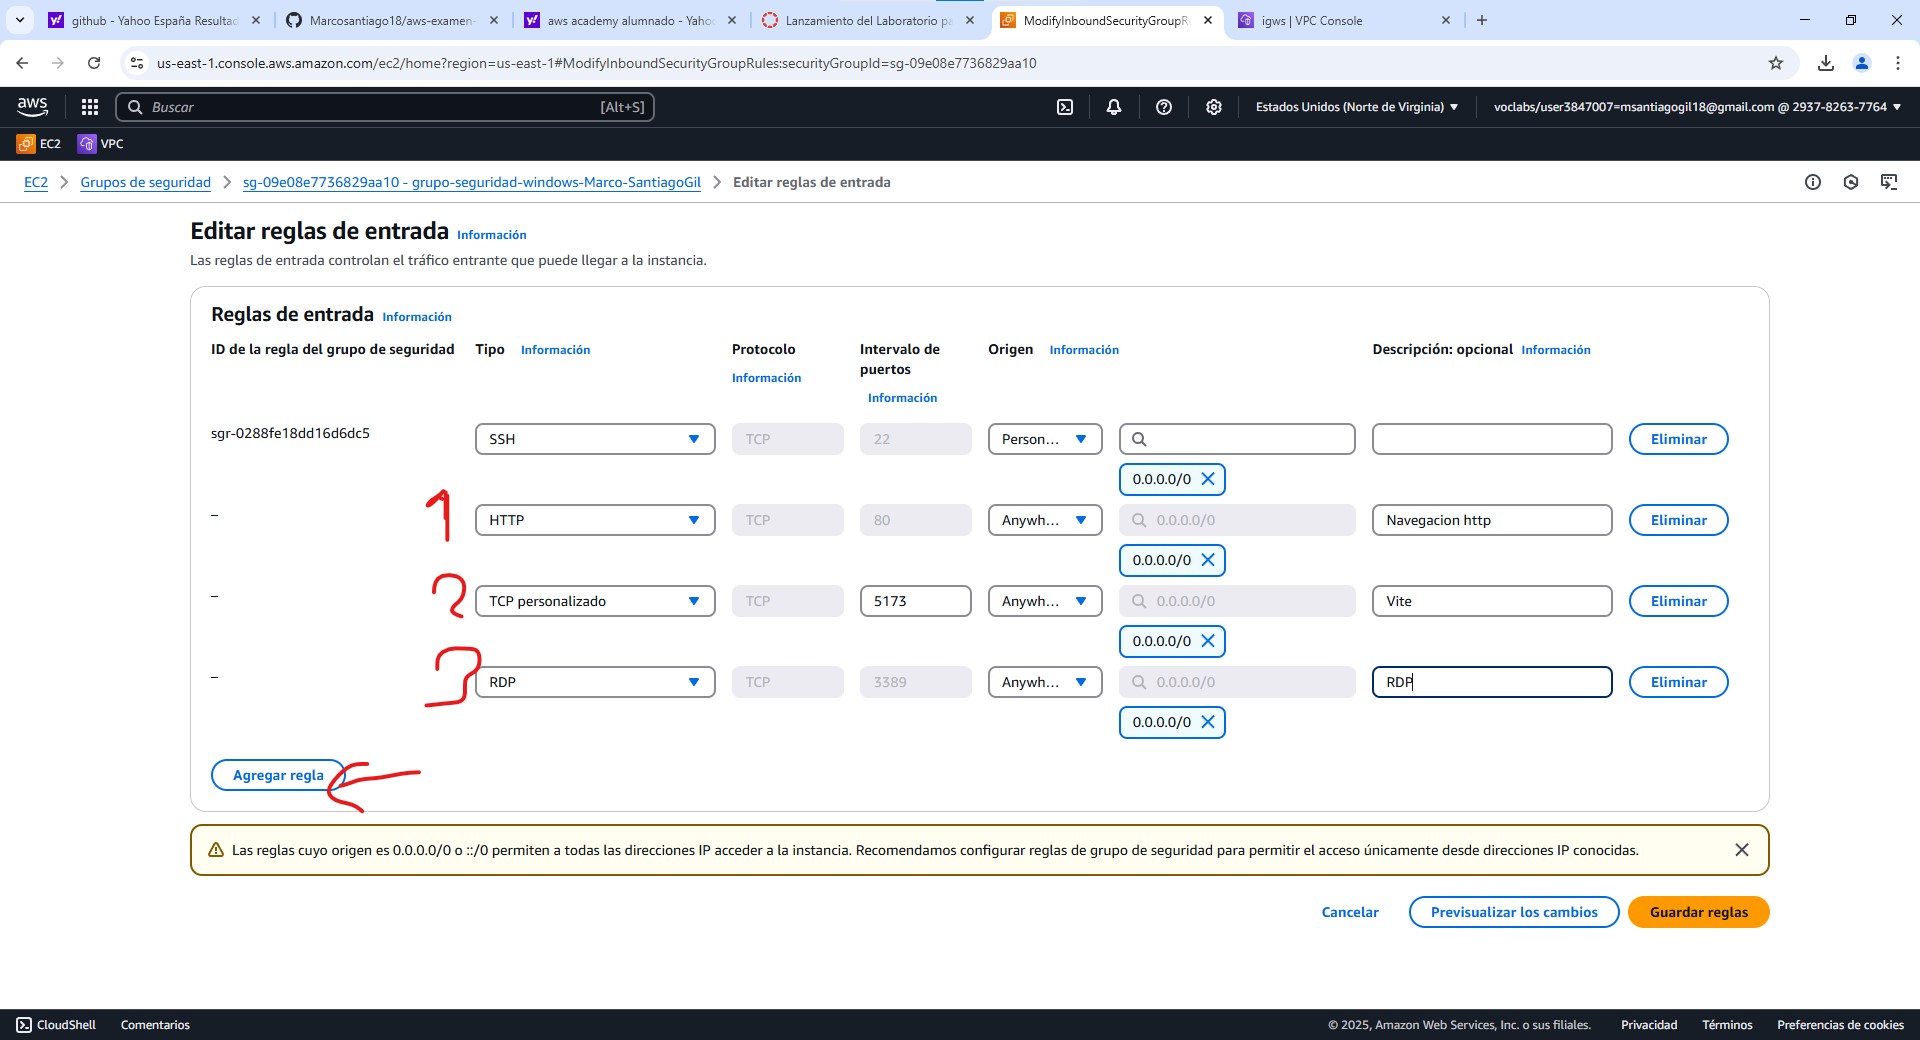 github - Yahoo España Resultad
Marcosantiago18/aws-examen-
aws academy alumnado - Yahoo
Lanzamiento del Laboratorio pa
ModifyInboundSecurityGroupRu
igws | VPC Console
us-east-1.console.aws.amazon.com/ec2/home?region=us-east-1#ModifyInboundSecurityGroupRules:securityGroupId=sg-09e08e7736829aa10
aws
Buscar [Alt+S]
Estados Unidos (Norte de Virginia)
voclabs/user3847007=msantiagogil18@gmail.com @ 2937-8263-7764
EC2 VPC
EC2 > Grupos de seguridad > sg-09e08e7736829aa10 - grupo-seguridad-windows-Marco-SantiagoGil > Editar reglas de entrada
Editar reglas de entrada Información
Las reglas de entrada controlan el tráfico entrante que puede llegar a la instancia.
Reglas de entrada Información
ID de la regla del grupo de seguridad
Tipo Información
Protocolo
Información
Intervalo de
puertos
Información
Origen Información
Descripción: opcional Información
sgr-0288fe18dd16d6dc5 SSH TCP 22 Person... Eliminar
0.0.0.0/0
– 1 HTTP TCP 80 Anywh... 0.0.0.0/0 Navegacion http Eliminar
0.0.0.0/0
– 2 TCP personalizado TCP 5173 Anywh... 0.0.0.0/0 Vite Eliminar
0.0.0.0/0
– 3 RDP TCP 3389 Anywh... 0.0.0.0/0 RDP Eliminar
0.0.0.0/0
Agregar regla
Las reglas cuyo origen es 0.0.0.0/0 o ::/0 permiten a todas las direcciones IP acceder a la instancia. Recomendamos configurar reglas de grupo de seguridad para permitir el acceso únicamente desde direcciones IP conocidas.
Cancelar Previsualizar los cambios Guardar reglas
CloudShell Comentarios © 2025, Amazon Web Services, Inc. o sus filiales. Privacidad Términos Preferencias de cookies